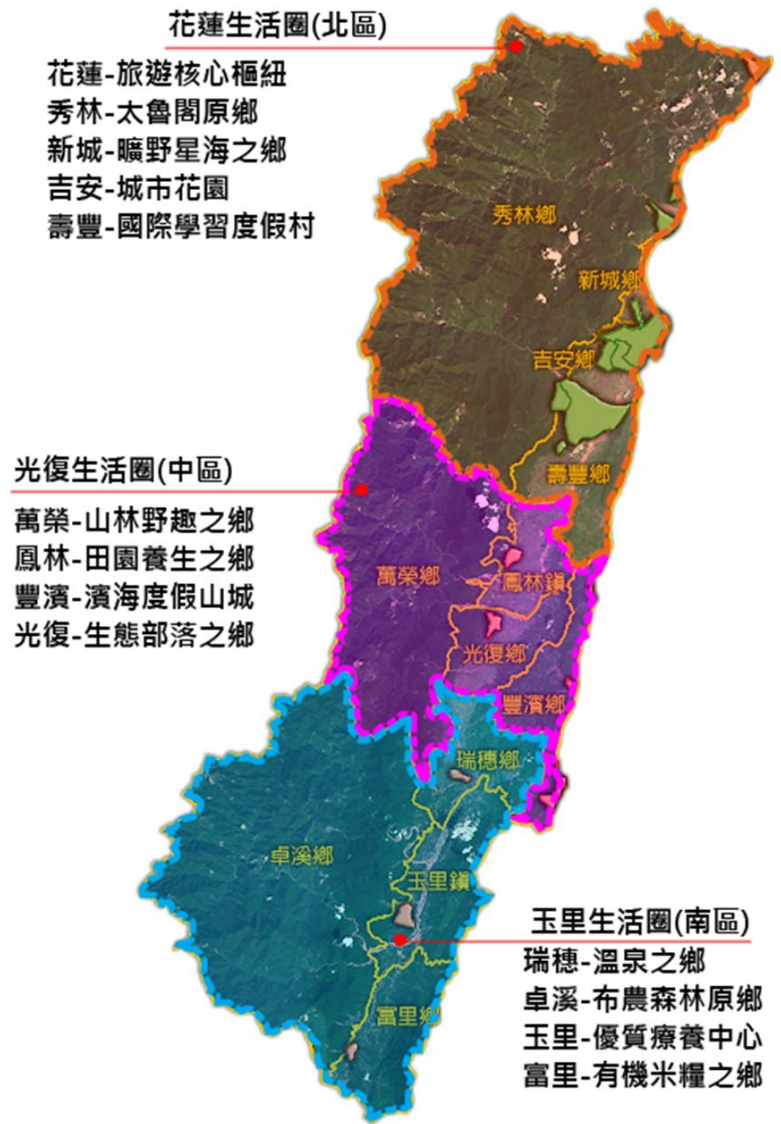 花蓮生活圈(北區)
花蓮-旅遊核心樞紐
秀林-太魯閣原鄉
新城-曠野星海之鄉
吉安-城市花園
壽豐-國際學習度假村
秀林鄉
新城鄉
吉安鄉
壽豐鄉
光復生活圈(中區)
萬榮-山林野趣之鄉
鳳林-田園養生之鄉
豐濱-濱海度假山城
光復-生態部落之鄉
萬榮鄉
鳳林鎮
光復鄉
豐濱鄉
瑞穗鄉
卓溪鄉
玉里鎮
富里鄉
玉里生活圈(南區)
瑞穗-溫泉之鄉
卓溪-布農森林原鄉
玉里-優質療養中心
富里-有機米糧之鄉